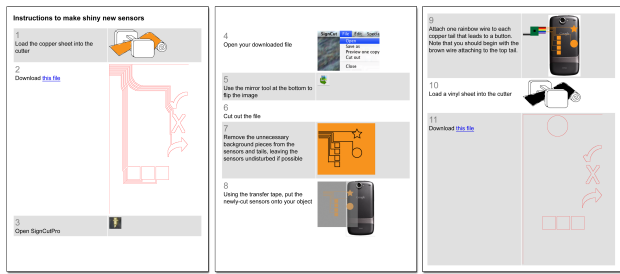 Instructions to make shiny new sensors
1
Load the copper sheet into the
cutter
2
Download this file
3
Open SignCutPro
4
Open your downloaded file
SignCut File Edit
Open
Save as
Preview one copy
Cut out
Close
5
Use the mirror tool at the bottom to
flip the image
6
Cut out the file
7
Remove the unnecessary
background pieces from the
sensors and tails, leaving the
sensors undisturbed if possible
8
Using the transfer tape, put the
newly-cut sensors onto your object
9
Attach one rainbow wire to each
copper tail that leads to a button.
Note that you should begin with the
brown wire attaching to the top tail.
10
Load a vinyl sheet into the cutter
11
Download this file